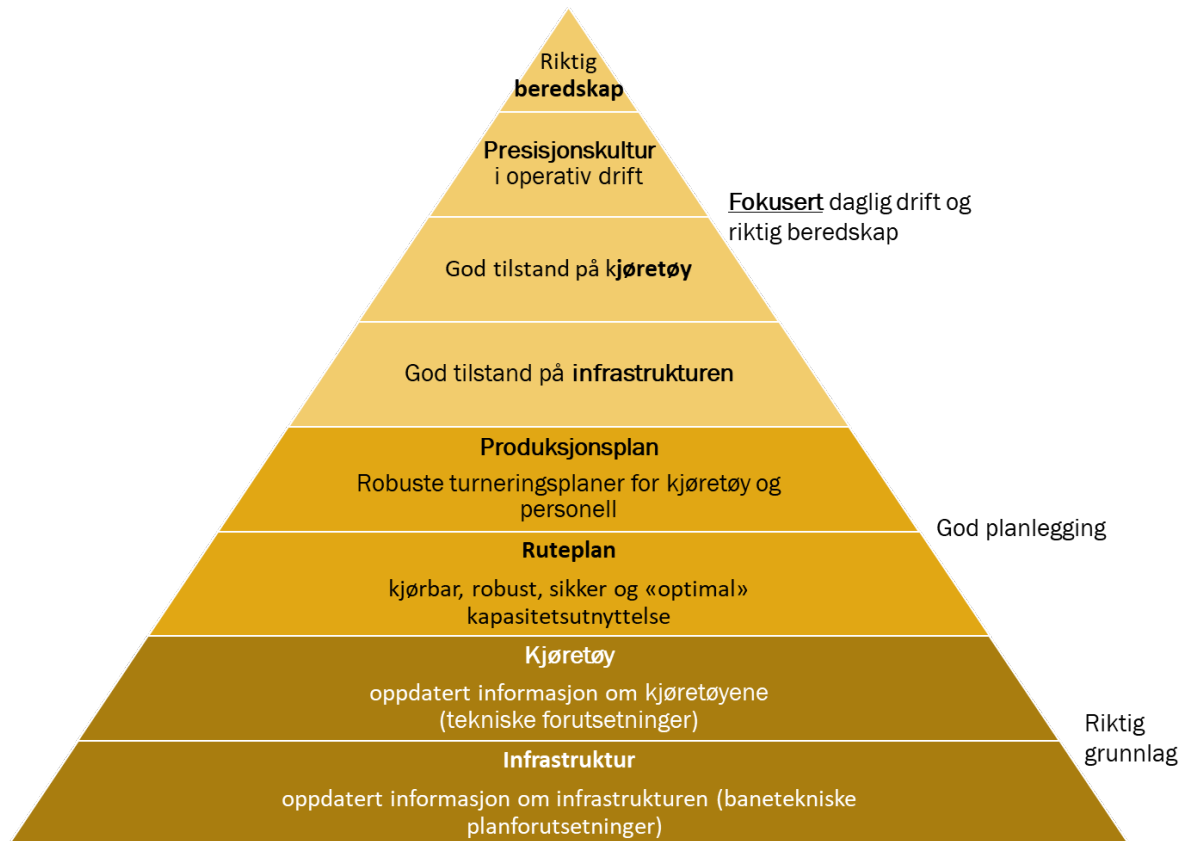 Riktig
beredskap
Presisjonskultur
i operativ drift
Fokusert daglig drift og
riktig beredskap
God tilstand på kjøretøy
God tilstand på infrastrukturen
Produksjonsplan
Robuste turneringsplaner for kjøretøy og
personell
God planlegging
Ruteplan
kjørbar, robust, sikker og «optimal»
kapasitetsutnyttelse
Kjøretøy
oppdatert informasjon om kjøretøyene
(tekniske forutsetninger)
Riktig
grunnlag
Infrastruktur
oppdatert informasjon om infrastrukturen (banetekniske
planforutsetninger)